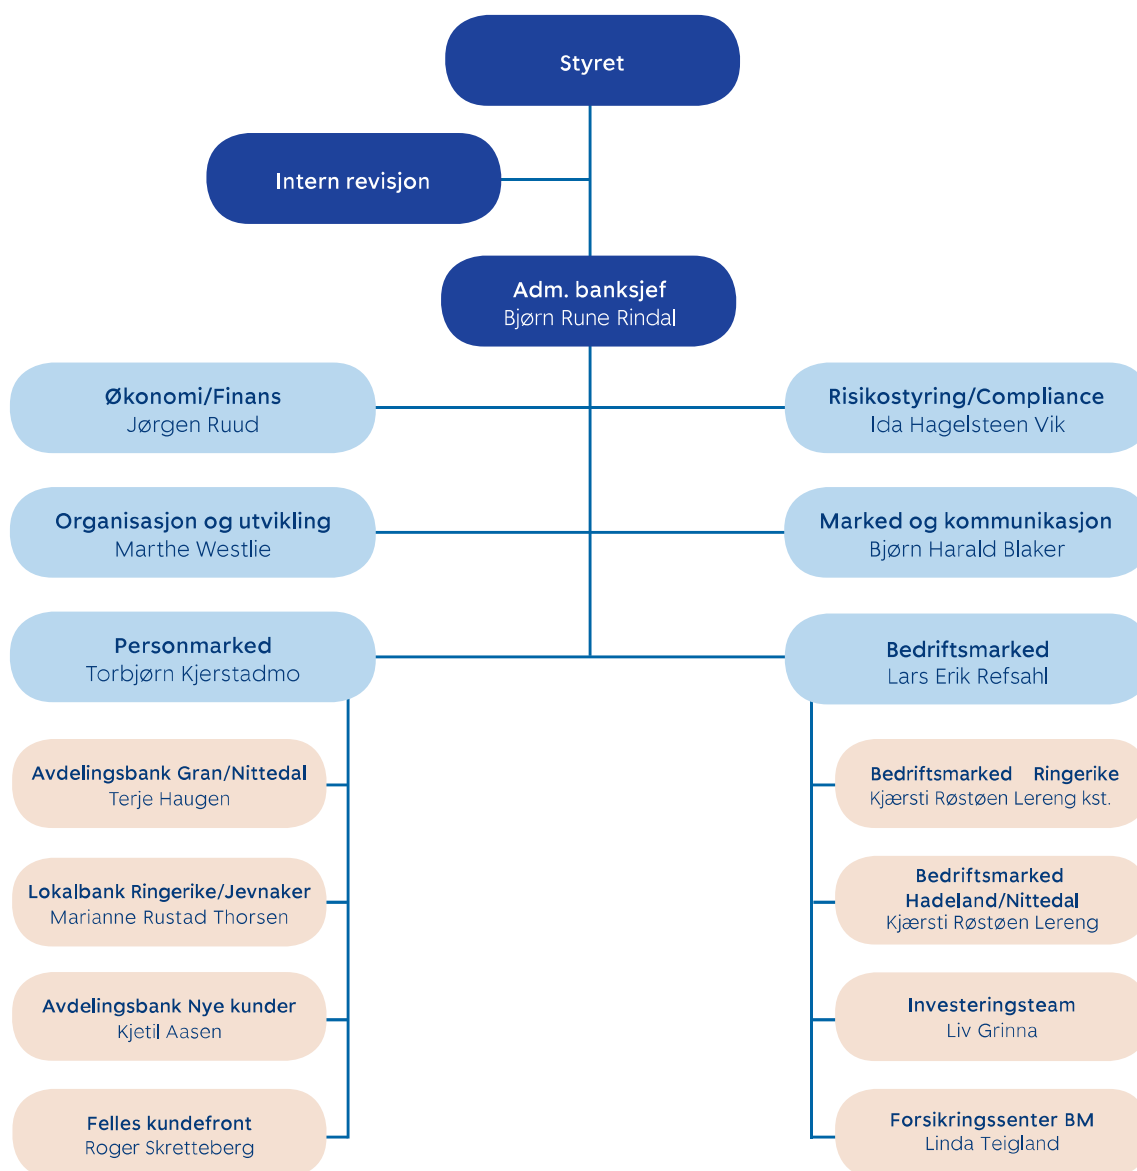 Styret
Intern revisjon
Adm. banksjef
Bjørn Rune Rindal
Økonomi/Finans
Jørgen Ruud
Risikostyring/Compliance
Ida Hagelsteen Vik
Organisasjon og utvikling
Marthe Westlie
Marked og kommunikasjon
Bjørn Harald Blaker
Personmarked
Torbjørn Kjerstadmo
Bedriftsmarked
Lars Erik Refsahl
Avdelingsbank Gran/Nittedal
Terje Haugen
Bedriftsmarked Ringerike
Kjærsti Røstøen Lereng kst.
Lokalbank Ringerike/Jevnaker
Marianne Rustad Thorsen
Bedriftsmarked
Hadeland/Nittedal
Kjærsti Røstøen Lereng
Avdelingsbank Nye kunder
Kjetil Aasen
Investeringsteam
Liv Grinna
Felles kundefront
Roger Skretteberg
Forsikringssenter BM
Linda Teigland